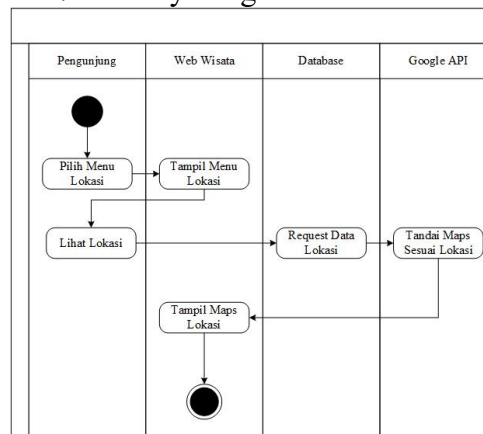 Pengunjung
Web Wisata
Database
Google API
Pilih Menu
Lokasi
Tampil Menu
Lokasi
Lihat Lokasi
Request Data
Lokasi
Tandai Maps
Sesuai Lokasi
Tampil Maps
Lokasi